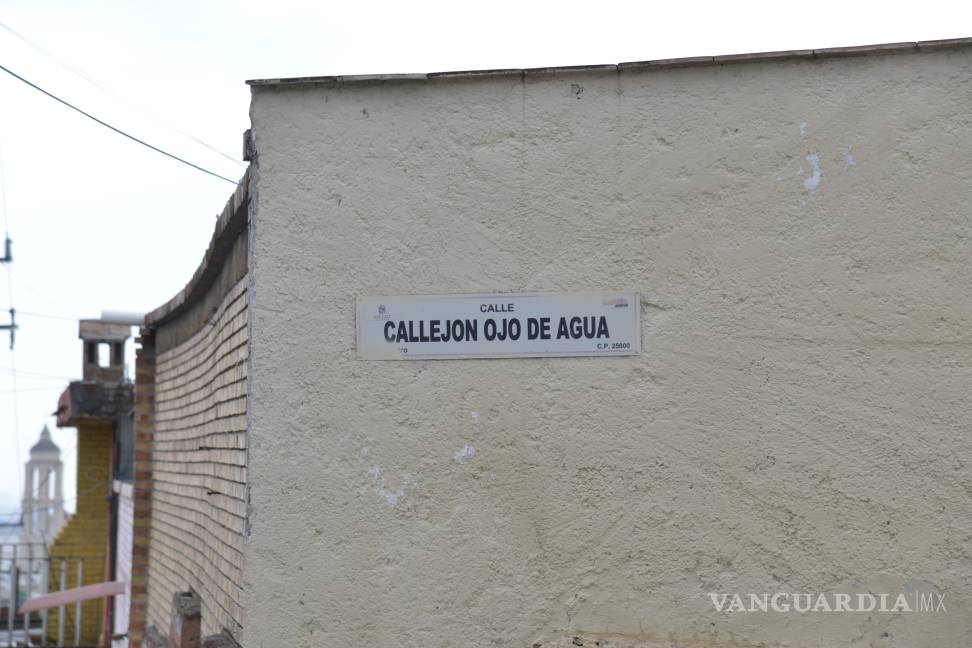 CALLE
CALLEJON OJO DE AGUA
C.P. 25000
VANGUARDIA|MX